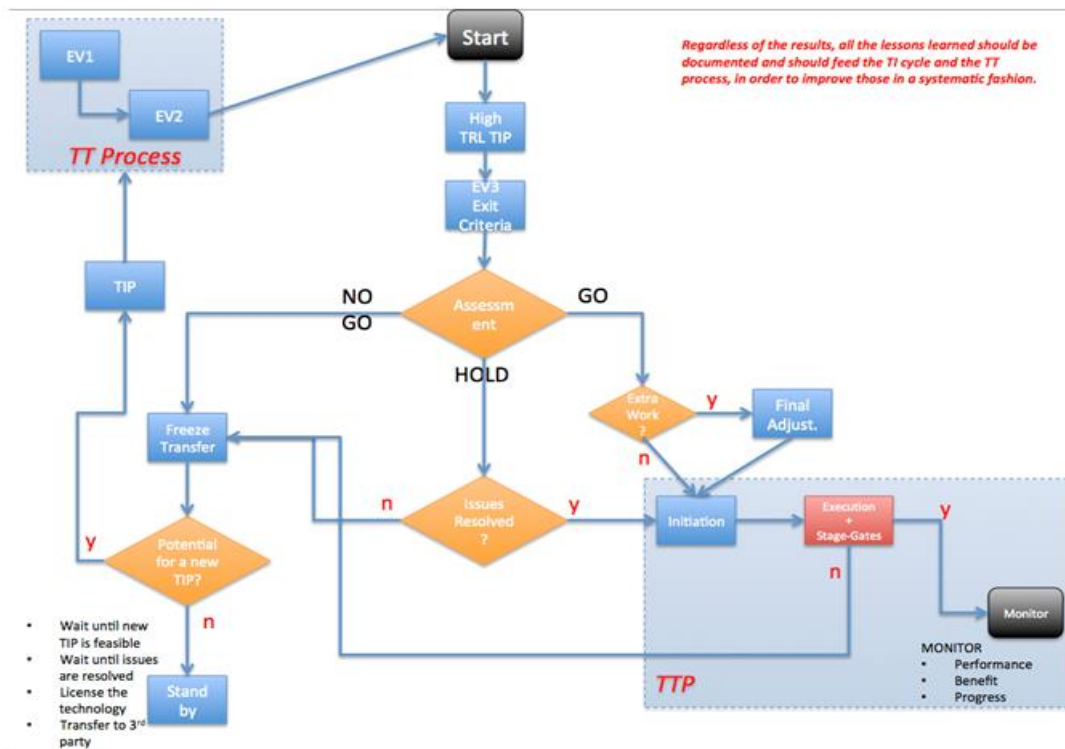 Start
Regardless of the results, all the lessons learned should be
documented and should feed the TI cycle and the TT
process, in order to improve those in a systematic fashion.
EV1
EV2
TT Process
High
TRL TIP
EV3
Exit
Criteria
TIP
Assessm
ent
NO
GO
GO
HOLD
Extra
Work
?
y
n
Final
Adjust.
Freeze
Transfer
Issues
Resolved
?
n
y
Initiation
Execution
+
Stage-Gates
y
n
Potential
for a new
TIP?
y
n
Stand
by
Monitor
MONITOR
• Performance
• Benefit
• Progress
TTP
• Wait until new
TIP is feasible
• Wait until issues
are resolved
• License the
technology
• Transfer to 3rd
party